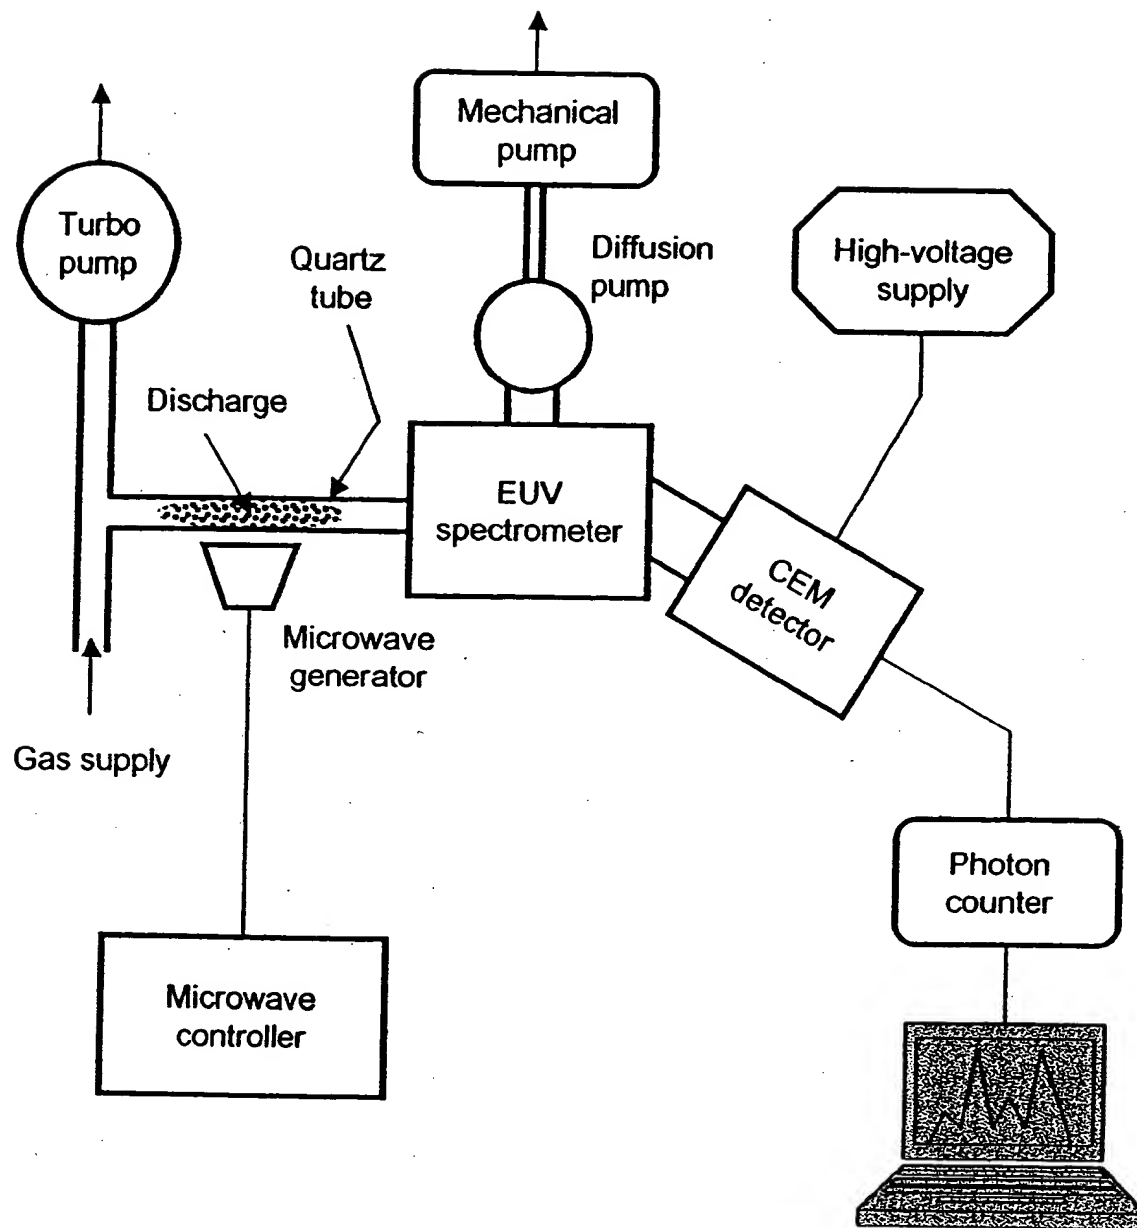 Mechanical
pump
Turbo
pump
Quartz
tube
Diffusion
pump
High-voltage
supply
Discharge
EUV
spectrometer
CEM
detector
Microwave
generator
Gas supply
Photon
counter
Microwave
controller